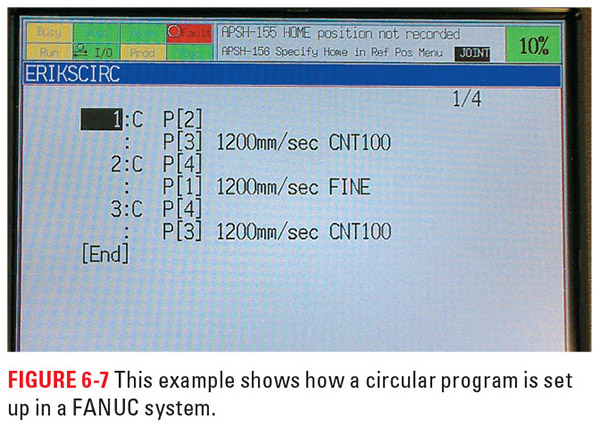 Busy
Fault
APSH-155 HOME position not recorded
Run
I/O
Prod
APSH-156 Specify Home in Ref Pos Menu
JOINT
10%
ERIKSCIRC
1/4
1:C P[2]
: P[3] 1200mm/sec CNT100
2:C P[4]
: P[1] 1200mm/sec FINE
3:C P[4]
: P[3] 1200mm/sec CNT100
[End]
FIGURE 6-7 This example shows how a circular program is set
up in a FANUC system.